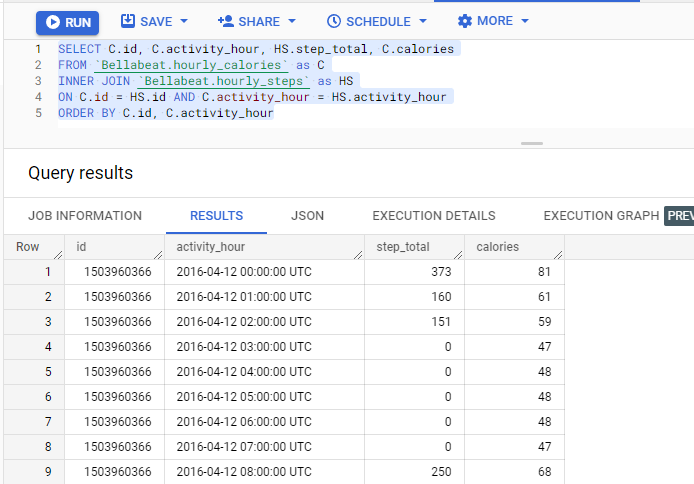 RUN SAVE SHARE SCHEDULE MORE
1 SELECT C.id, C.activity_hour, HS.step_total, C.calories
2 FROM `Bellabeat.hourly_calories` as C
3 INNER JOIN `Bellabeat.hourly_steps` as HS
4 ON C.id = HS.id AND C.activity_hour = HS.activity_hour
5 ORDER BY C.id, C.activity_hour
Query results
JOB INFORMATION RESULTS JSON EXECUTION DETAILS EXECUTION GRAPH PREV
Row id activity_hour step_total calories
1 1503960366 2016-04-12 00:00:00 UTC 373 81
2 1503960366 2016-04-12 01:00:00 UTC 160 61
3 1503960366 2016-04-12 02:00:00 UTC 151 59
4 1503960366 2016-04-12 03:00:00 UTC 0 47
5 1503960366 2016-04-12 04:00:00 UTC 0 48
6 1503960366 2016-04-12 05:00:00 UTC 0 48
7 1503960366 2016-04-12 06:00:00 UTC 0 48
8 1503960366 2016-04-12 07:00:00 UTC 0 47
9 1503960366 2016-04-12 08:00:00 UTC 250 68